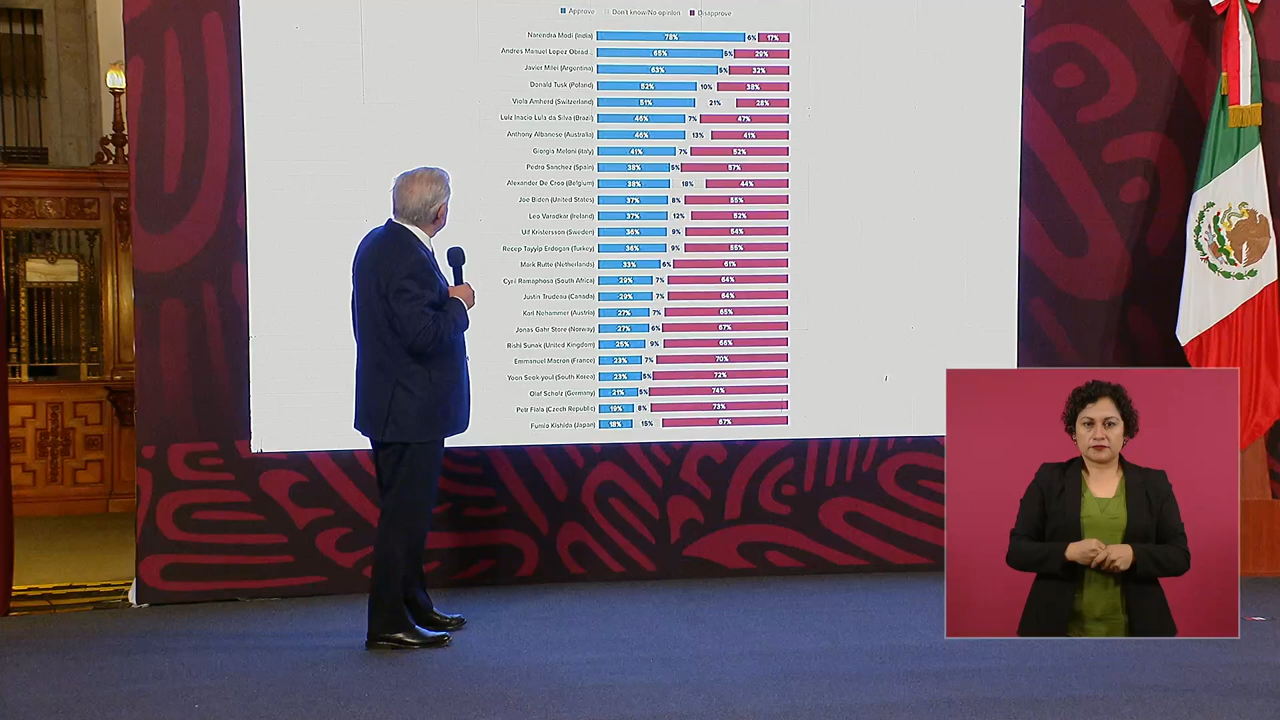 Approve Don't know/No opinion Disapprove
Narendra Modi (India) 78% 6% 17%
Andres Manuel Lopez Obrad... 65% 5% 29%
Javier Milei (Argentina) 63% 5% 32%
Donald Tusk (Poland) 52% 10% 38%
Viola Amherd (Switzerland) 51% 21% 28%
Luiz Inacio Lula da Silva (Brazil) 46% 7% 47%
Anthony Albanese (Australia) 46% 13% 41%
Giorgia Meloni (Italy) 41% 7% 52%
Pedro Sanchez (Spain) 38% 5% 57%
Alexander De Croo (Belgium) 38% 18% 44%
Joe Biden (United States) 37% 8% 55%
Leo Varadkar (Ireland) 37% 12% 52%
Ulf Kristersson (Sweden) 36% 9% 54%
Recep Tayyip Erdogan (Turkey) 36% 9% 55%
Mark Rutte (Netherlands) 33% 6% 61%
Cyril Ramaphosa (South Africa) 29% 7% 64%
Justin Trudeau (Canada) 29% 7% 64%
Karl Nehammer (Austria) 27% 7% 65%
Jonas Gahr Store (Norway) 27% 6% 67%
Rishi Sunak (United Kingdom) 25% 9% 66%
Emmanuel Macron (France) 23% 7% 70%
Yoon Seok-youl (South Korea) 23% 5% 72%
Olaf Scholz (Germany) 21% 5% 74%
Petr Fiala (Czech Republic) 19% 8% 73%
Fumio Kishida (Japan) 18% 15% 67%